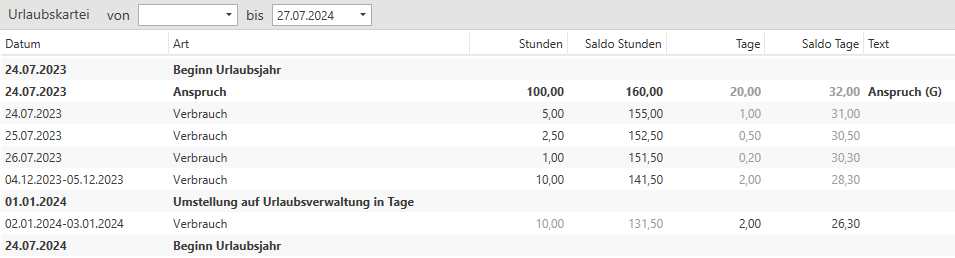 Urlaubskartei von bis 27.07.2024
Datum Art Stunden Saldo Stunden Tage Saldo Tage Text
24.07.2023 Beginn Urlaubsjahr
24.07.2023 Anspruch 100,00 160,00 20,00 32,00 Anspruch (G)
24.07.2023 Verbrauch 5,00 155,00 1,00 31,00
25.07.2023 Verbrauch 2,50 152,50 0,50 30,50
26.07.2023 Verbrauch 1,00 151,50 0,20 30,30
04.12.2023-05.12.2023 Verbrauch 10,00 141,50 2,00 28,30
01.01.2024 Umstellung auf Urlaubsverwaltung in Tage
02.01.2024-03.01.2024 Verbrauch 10,00 131,50 2,00 26,30
24.07.2024 Beginn Urlaubsjahr